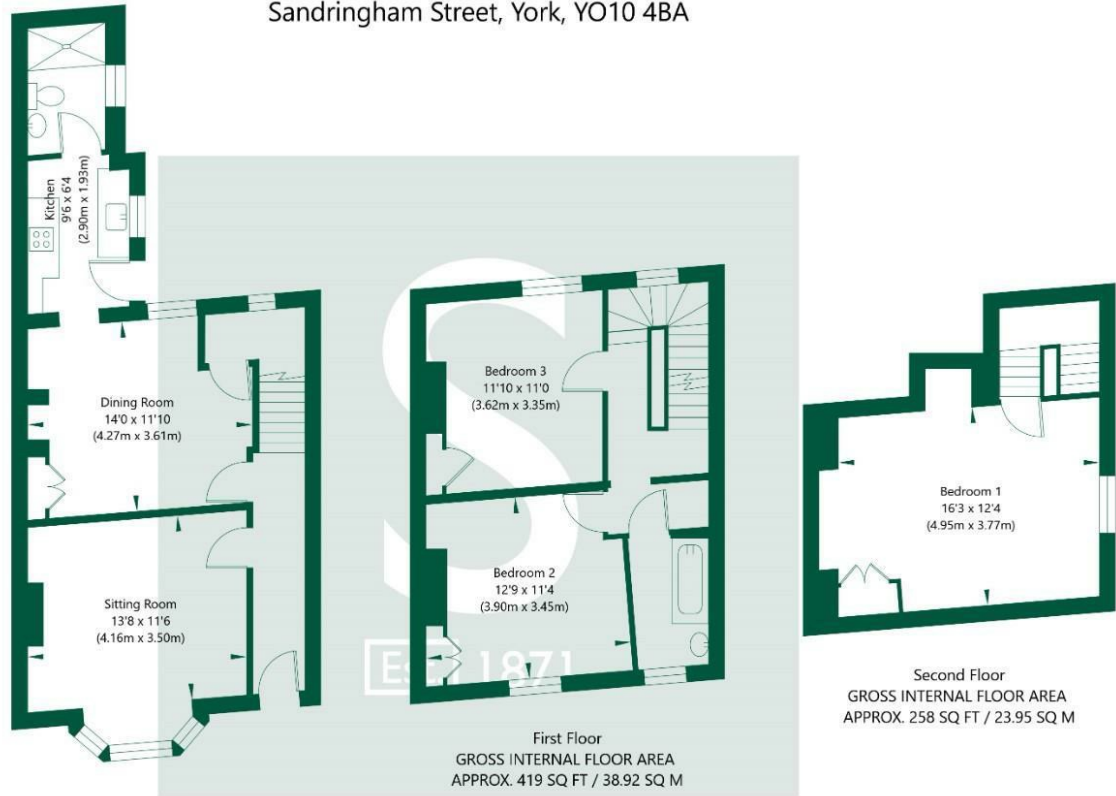 Sandringham Street, York, YO10 4BA
Kitchen
9'6 x 6'4
(2.90m x 1.93m)
Dining Room
14'0 x 11'10
(4.27m x 3.61m)
Sitting Room
13'8 x 11'6
(4.16m x 3.50m)
Bedroom 3
11'10 x 11'0
(3.62m x 3.35m)
Bedroom 2
12'9 x 11'4
(3.90m x 3.45m)
Bedroom 1
16'3 x 12'4
(4.95m x 3.77m)
S
Est. 1871
First Floor
GROSS INTERNAL FLOOR AREA
APPROX. 419 SQ FT / 38.92 SQ M
Second Floor
GROSS INTERNAL FLOOR AREA
APPROX. 258 SQ FT / 23.95 SQ M